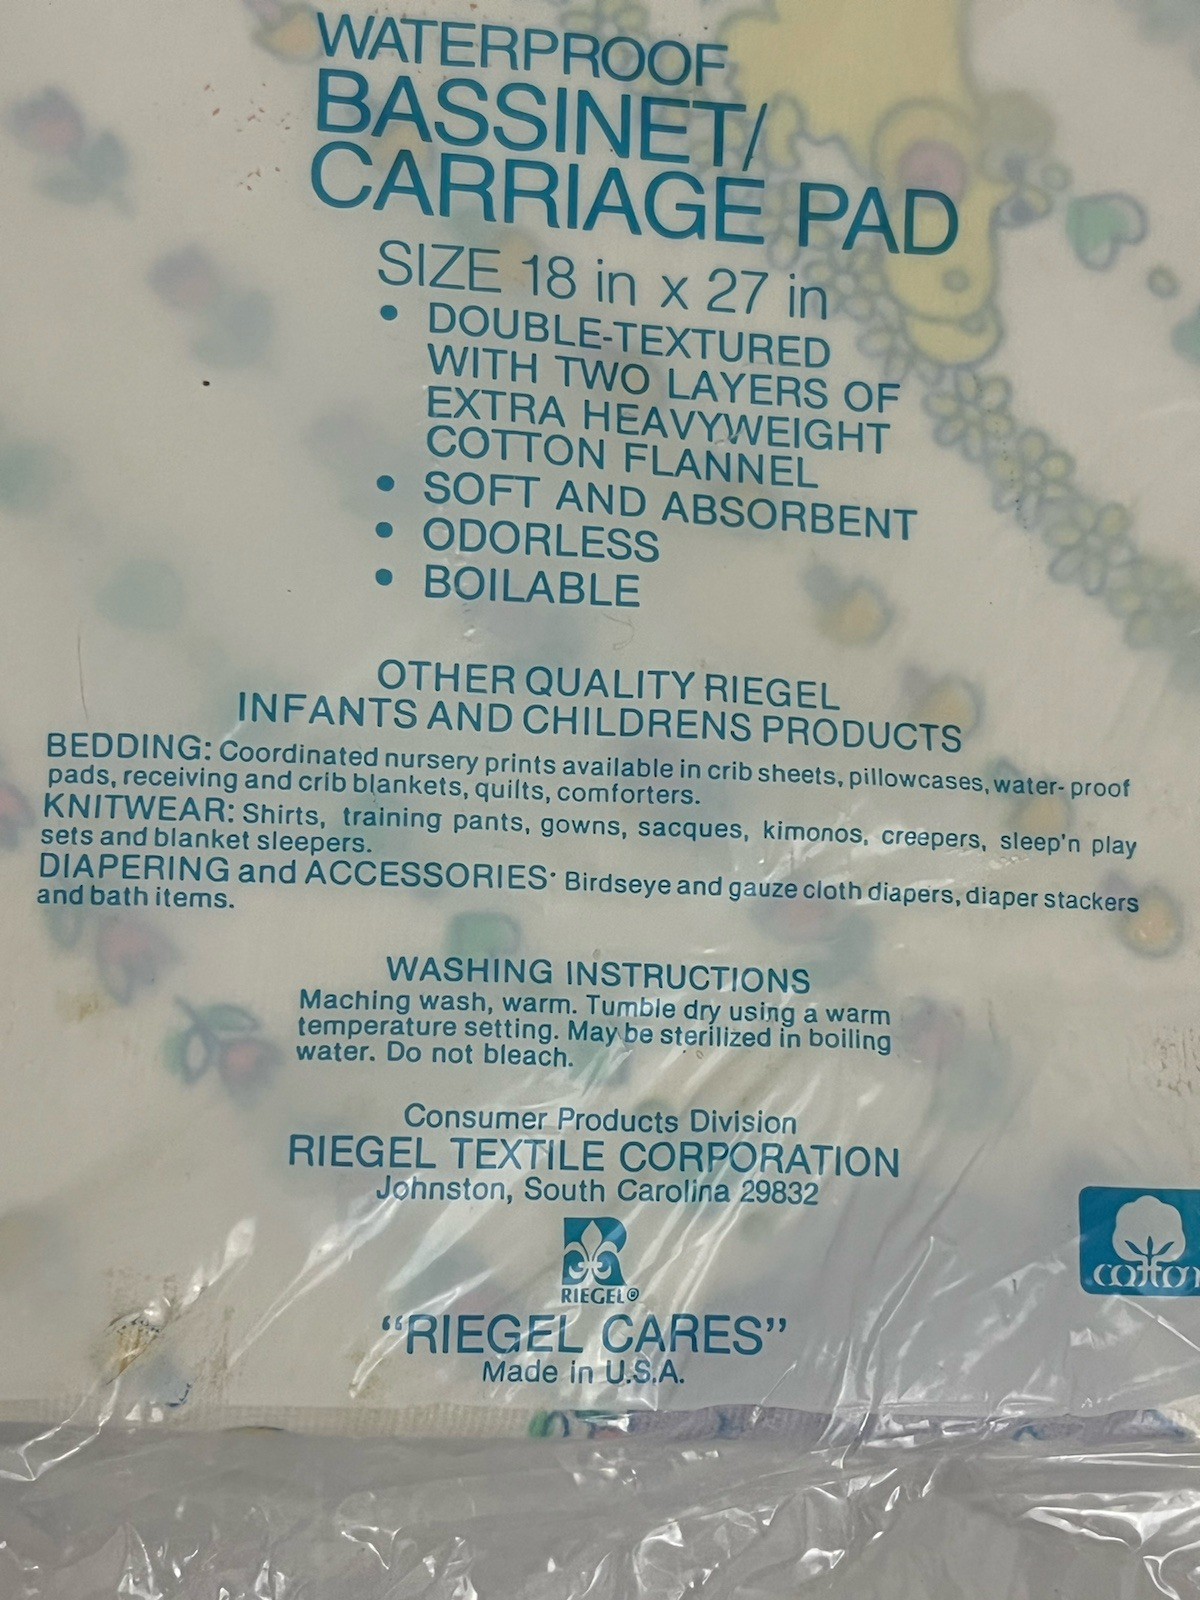 WATERPROOF
BASSINET/
CARRIAGE PAD
SIZE 18 in x 27 in
• DOUBLE-TEXTURED
WITH TWO LAYERS OF
EXTRA HEAVYWEIGHT
COTTON FLANNEL
• SOFT AND ABSORBENT
• ODORLESS
• BOILABLE
OTHER QUALITY RIEGEL
INFANTS AND CHILDRENS PRODUCTS
BEDDING: Coordinated nursery prints available in crib sheets, pillowcases, water-proof
pads, receiving and crib blankets, quilts, comforters.
KNITWEAR: Shirts, training pants, gowns, sacques, kimonos, creepers, sleep'n play
sets and blanket sleepers.
DIAPERING and ACCESSORIES· Birdseye and gauze cloth diapers, diaper stackers
and bath items.
WASHING INSTRUCTIONS
Maching wash, warm. Tumble dry using a warm
temperature setting. May be sterilized in boiling
water. Do not bleach.
Consumer Products Division
RIEGEL TEXTILE CORPORATION
Johnston, South Carolina 29832
RIEGEL®
cotton
“RIEGEL CARES”
Made in U.S.A.